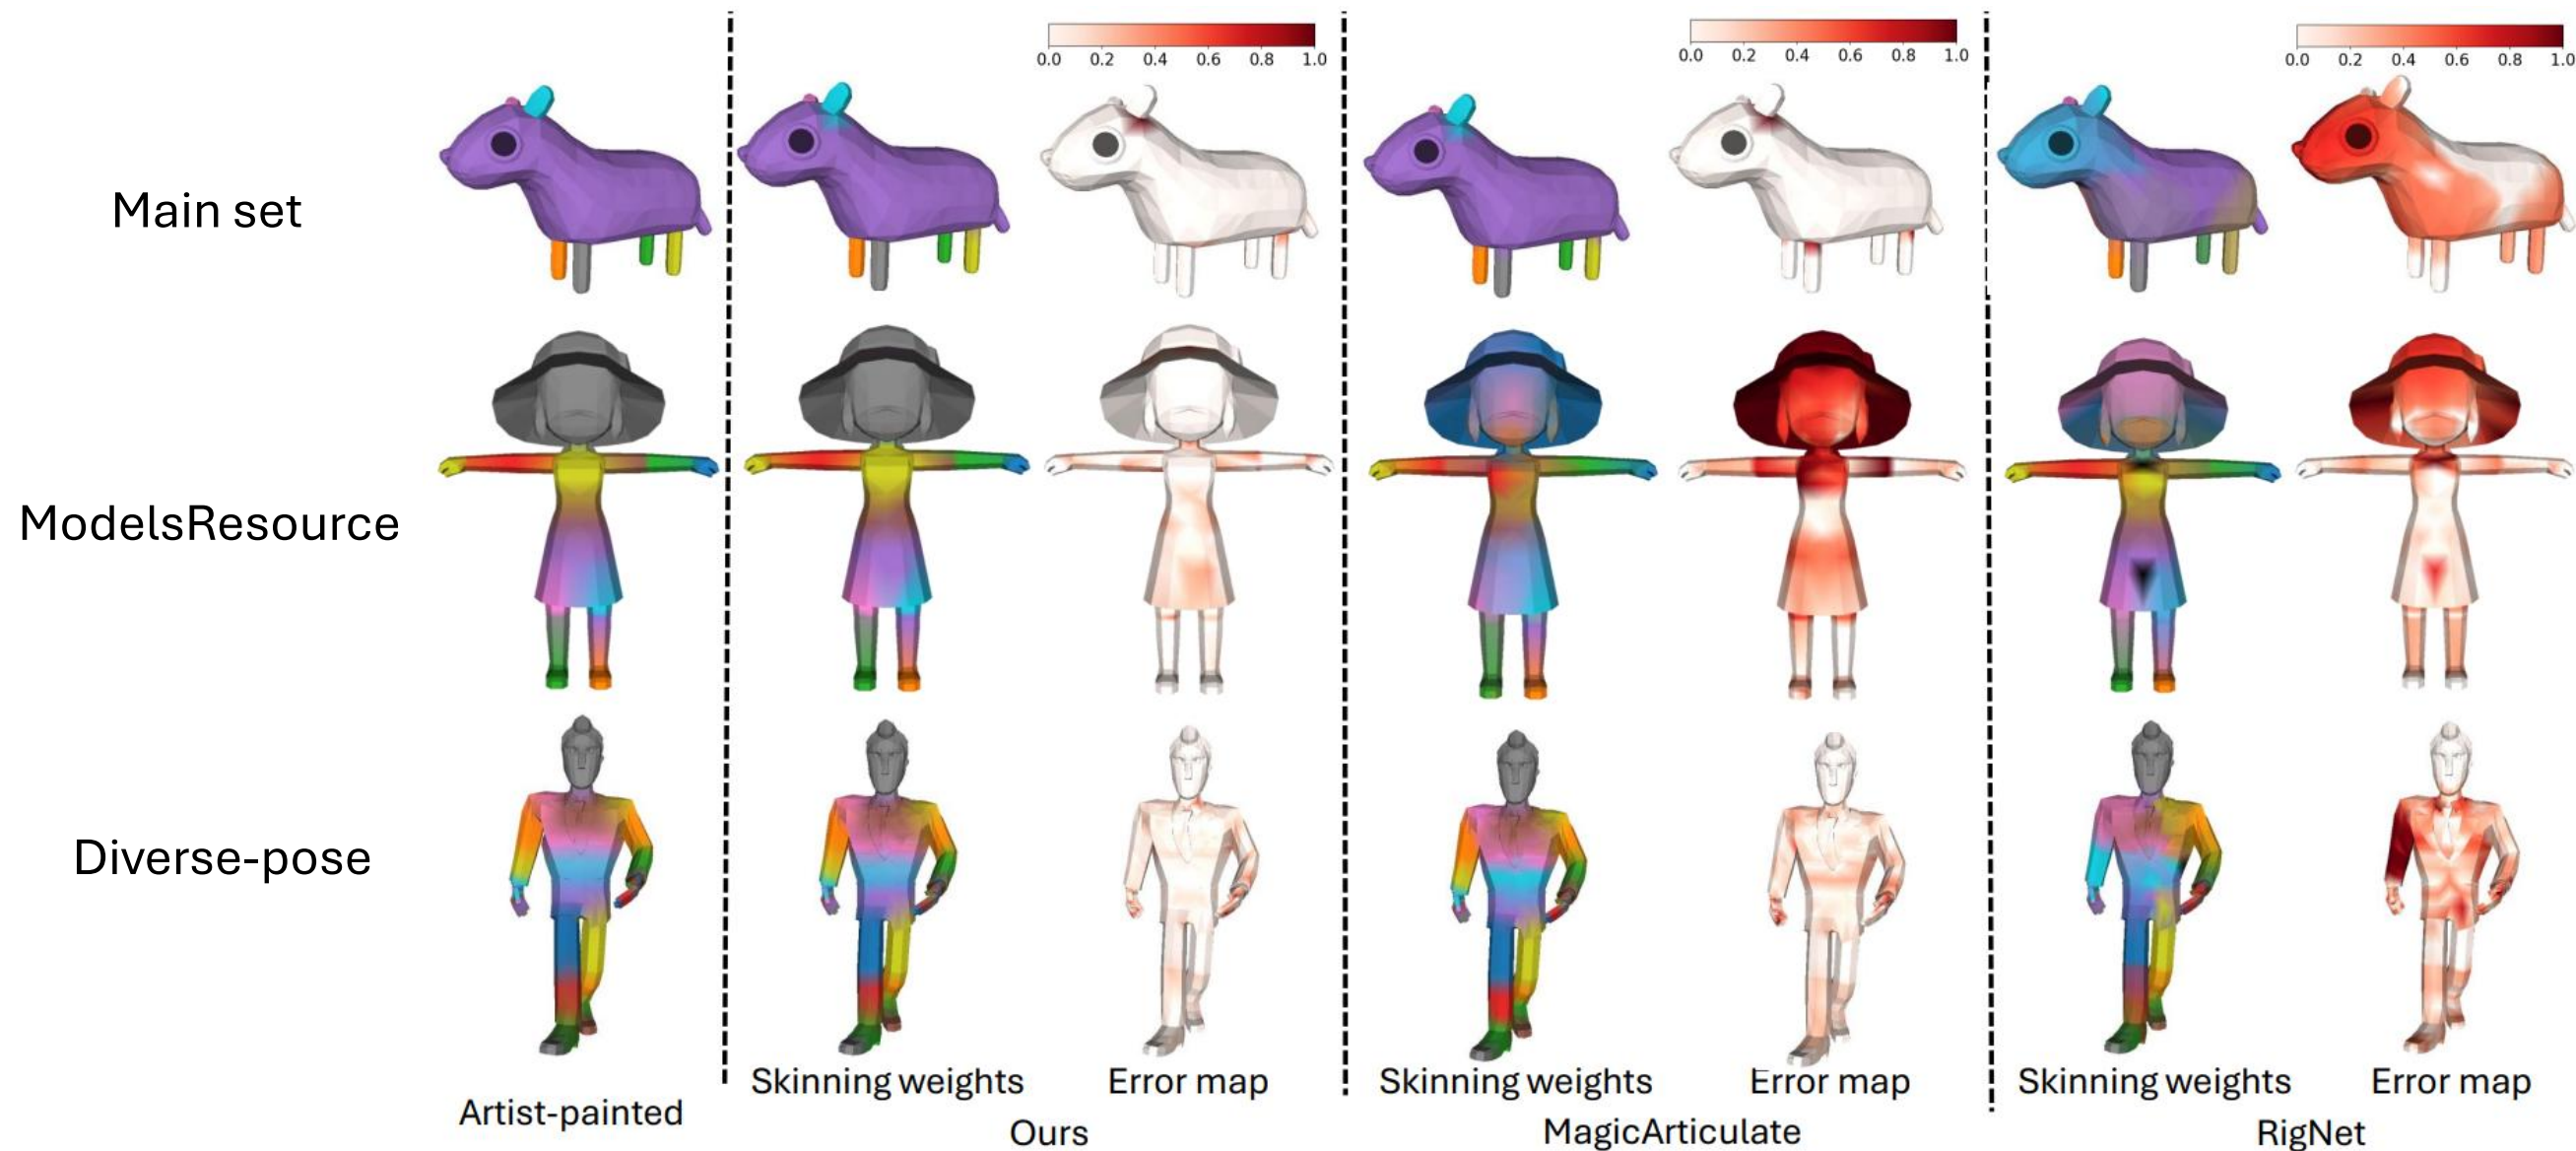 0.0 0.2 0.4 0.6 0.8 1.0
0.0 0.2 0.4 0.6 0.8 1.0
0.0 0.2 0.4 0.6 0.8 1.0
Main set
ModelsResource
Diverse-pose
Artist-painted
Skinning weights
Error map
Ours
Skinning weights
Error map
MagicArticulate
Skinning weights
Error map
RigNet